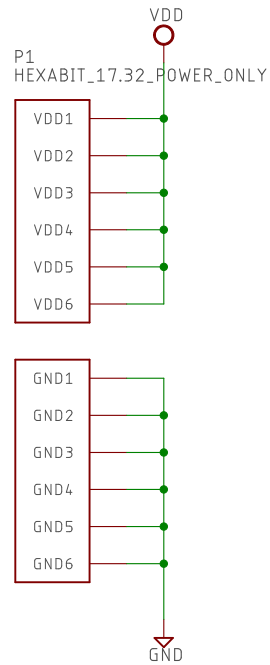 VDD
P1
HEXABIT_17.32_POWER_ONLY
VDD1
VDD2
VDD3
VDD4
VDD5
VDD6
GND1
GND2
GND3
GND4
GND5
GND6
GND